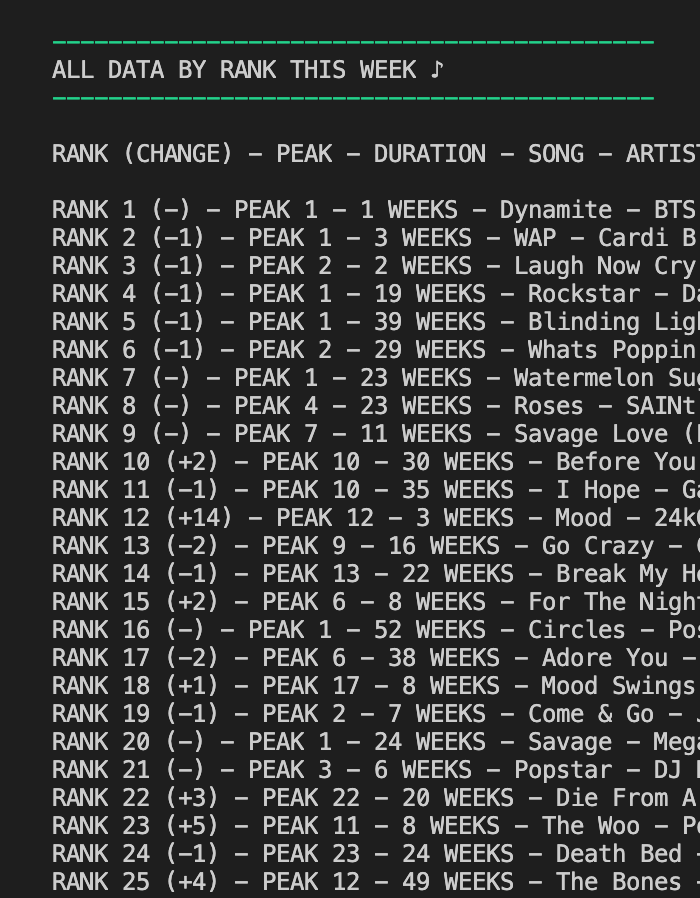 ALL DATA BY RANK THIS WEEK ♪
RANK (CHANGE) – PEAK – DURATION – SONG – ARTIST
RANK 1 (–) – PEAK 1 – 1 WEEKS – Dynamite – BTS
RANK 2 (–1) – PEAK 1 – 3 WEEKS – WAP – Cardi B
RANK 3 (–1) – PEAK 2 – 2 WEEKS – Laugh Now Cry
RANK 4 (–1) – PEAK 1 – 19 WEEKS – Rockstar – Da
RANK 5 (–1) – PEAK 1 – 39 WEEKS – Blinding Lig
RANK 6 (–1) – PEAK 2 – 29 WEEKS – Whats Poppin
RANK 7 (–) – PEAK 1 – 23 WEEKS – Watermelon Su
RANK 8 (–) – PEAK 4 – 23 WEEKS – Roses – SAINt
RANK 9 (–) – PEAK 7 – 11 WEEKS – Savage Love (
RANK 10 (+2) – PEAK 10 – 30 WEEKS – Before You
RANK 11 (–1) – PEAK 10 – 35 WEEKS – I Hope – Ga
RANK 12 (+14) – PEAK 12 – 3 WEEKS – Mood – 24k
RANK 13 (–2) – PEAK 9 – 16 WEEKS – Go Crazy –
RANK 14 (–1) – PEAK 13 – 22 WEEKS – Break My He
RANK 15 (+2) – PEAK 6 – 8 WEEKS – For The Night
RANK 16 (–) – PEAK 1 – 52 WEEKS – Circles – Pos
RANK 17 (–2) – PEAK 6 – 38 WEEKS – Adore You –
RANK 18 (+1) – PEAK 17 – 8 WEEKS – Mood Swings
RANK 19 (–1) – PEAK 2 – 7 WEEKS – Come & Go –
RANK 20 (–) – PEAK 1 – 24 WEEKS – Savage – Mega
RANK 21 (–) – PEAK 3 – 6 WEEKS – Popstar – DJ
RANK 22 (+3) – PEAK 22 – 20 WEEKS – Die From A
RANK 23 (+5) – PEAK 11 – 8 WEEKS – The Woo – Po
RANK 24 (–1) – PEAK 23 – 24 WEEKS – Death Bed –
RANK 25 (+4) – PEAK 12 – 49 WEEKS – The Bones –